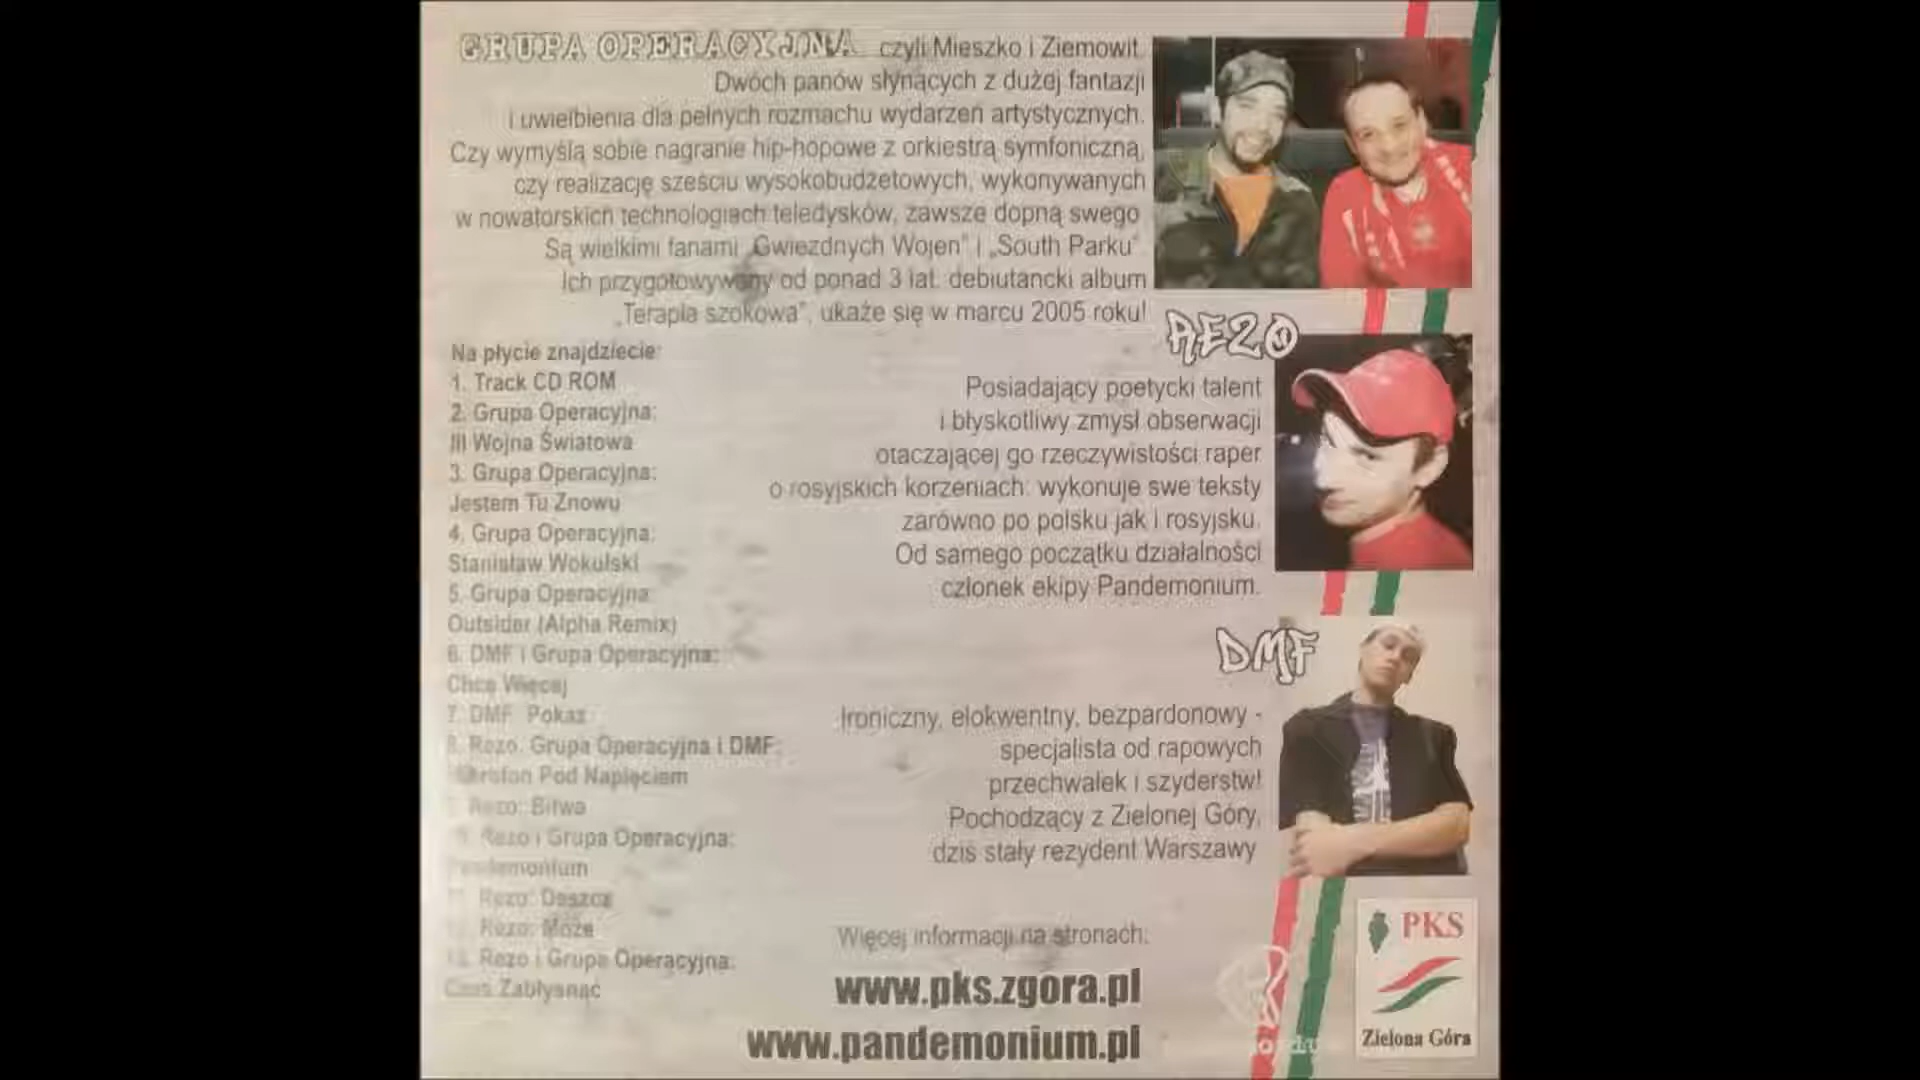 GRUPA OPERACYJNA czyli Mieszko i Ziemowit.
Dwóch panów słynących z dużej fantazji
i uwielbienia dla pełnych rozmachu wydarzeń artystycznych.
Czy wymyślą sobie nagranie hip-hopowe z orkiestrą symfoniczną,
czy realizację sześciu wysokobudżetowych, wykonywanych
w nowatorskich technologiach teledysków, zawsze dopną swego
Są wielkimi fanami „Gwiezdnych Wojen” i „South Parku”.
Ich przygotowywany od ponad 3 lat, debiutancki album
„Terapia szokowa”, ukaże się w marcu 2005 roku!
Na płycie znajdziecie:
1. Track CD ROM
2. Grupa Operacyjna:
III Wojna Światowa
3. Grupa Operacyjna:
Jestem Tu Znowu
4. Grupa Operacyjna:
Stanisław Wokulski
5. Grupa Operacyjna:
Outsider (Alpha Remix)
6. DMF i Grupa Operacyjna:
Chcę Więcej
7. DMF: Pokaz
8. Rezo, Grupa Operacyjna i DMF:
Pod Napięciem
Rezo: Bitwa
Rezo i Grupa Operacyjna:
Pandemonium
Rezo: Deszcz
Rezo: Może
Rezo i Grupa Operacyjna:
Czas Zabłysnąć
REZO
Posiadający poetycki talent
i błyskotliwy zmysł obserwacji
otaczającej go rzeczywistości raper
o rosyjskich korzeniach: wykonuje swe teksty
zarówno po polsku jak i rosyjsku.
Od samego początku działalności
członek ekipy Pandemonium.
DMF
Ironiczny, elokwentny, bezpardonowy -
specjalista od rapowych
przechwałek i szyderstw!
Pochodzący z Zielonej Góry,
dziś stały rezydent Warszawy
Więcej informacji na stronach:
www.pks.zgora.pl
www.pandemonium.pl
PKS
Zielona Góra